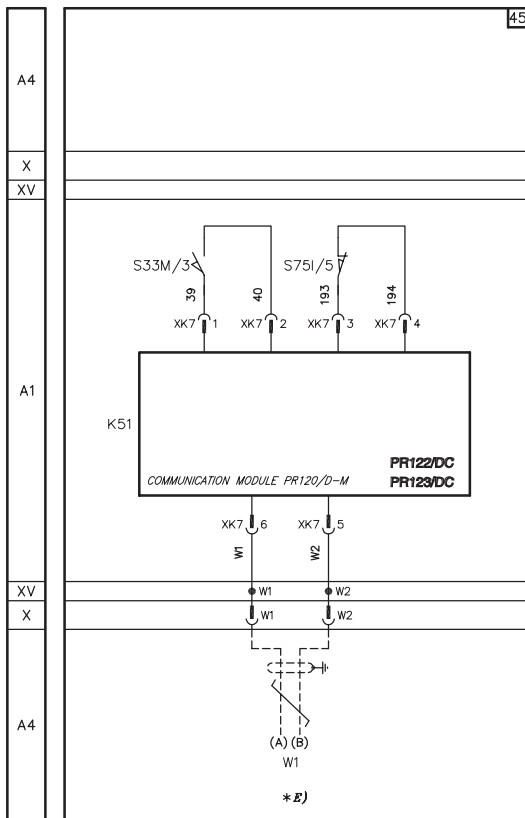 45
A4
X
XV
S33M/3
S75I/5
39
40
193
194
XK7 1
XK7 2
XK7 3
XK7 4
A1
K51
PR122/DC
COMMUNICATION MODULE PR120/D-M
PR123/DC
XK7 6
XK7 5
W1
W2
XV
W1
W2
X
W1
W2
A4
(A) (B)
W1
*E)